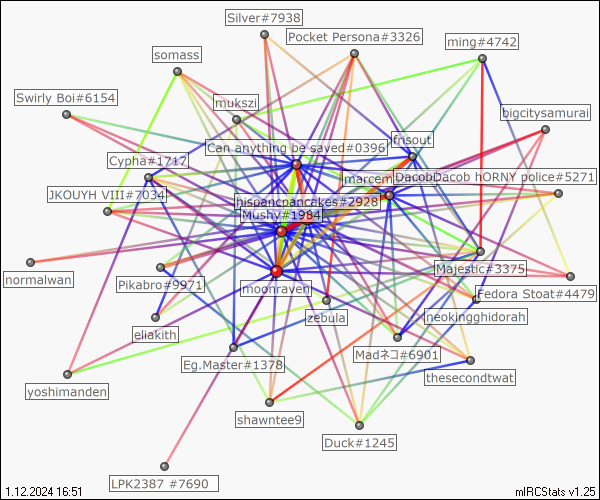 Silver#7938
Pocket Persona#3326
ming#4742
somass
Swirly Boi#6154
mukszi
bigcitysamurai
Can anything be saved#0396
fnsout
Cypha#1717
DacobDacob hORNY police#5271
JKOUYH VIII#7034
hispanicpancakes#2928
Mushy#1984
normalwan
Majestic#3375
Pikabro#9971
moonraven
Fedora Stoat#4479
zebula
neokingghidorah
eliakith
Madネコ#6901
Eg.Master#1378
thesecondtwat
yoshimanden
shawntee9
Duck#1245
LPK2387 #7690
1.12.2024 16:51
mIRCStats v1.25